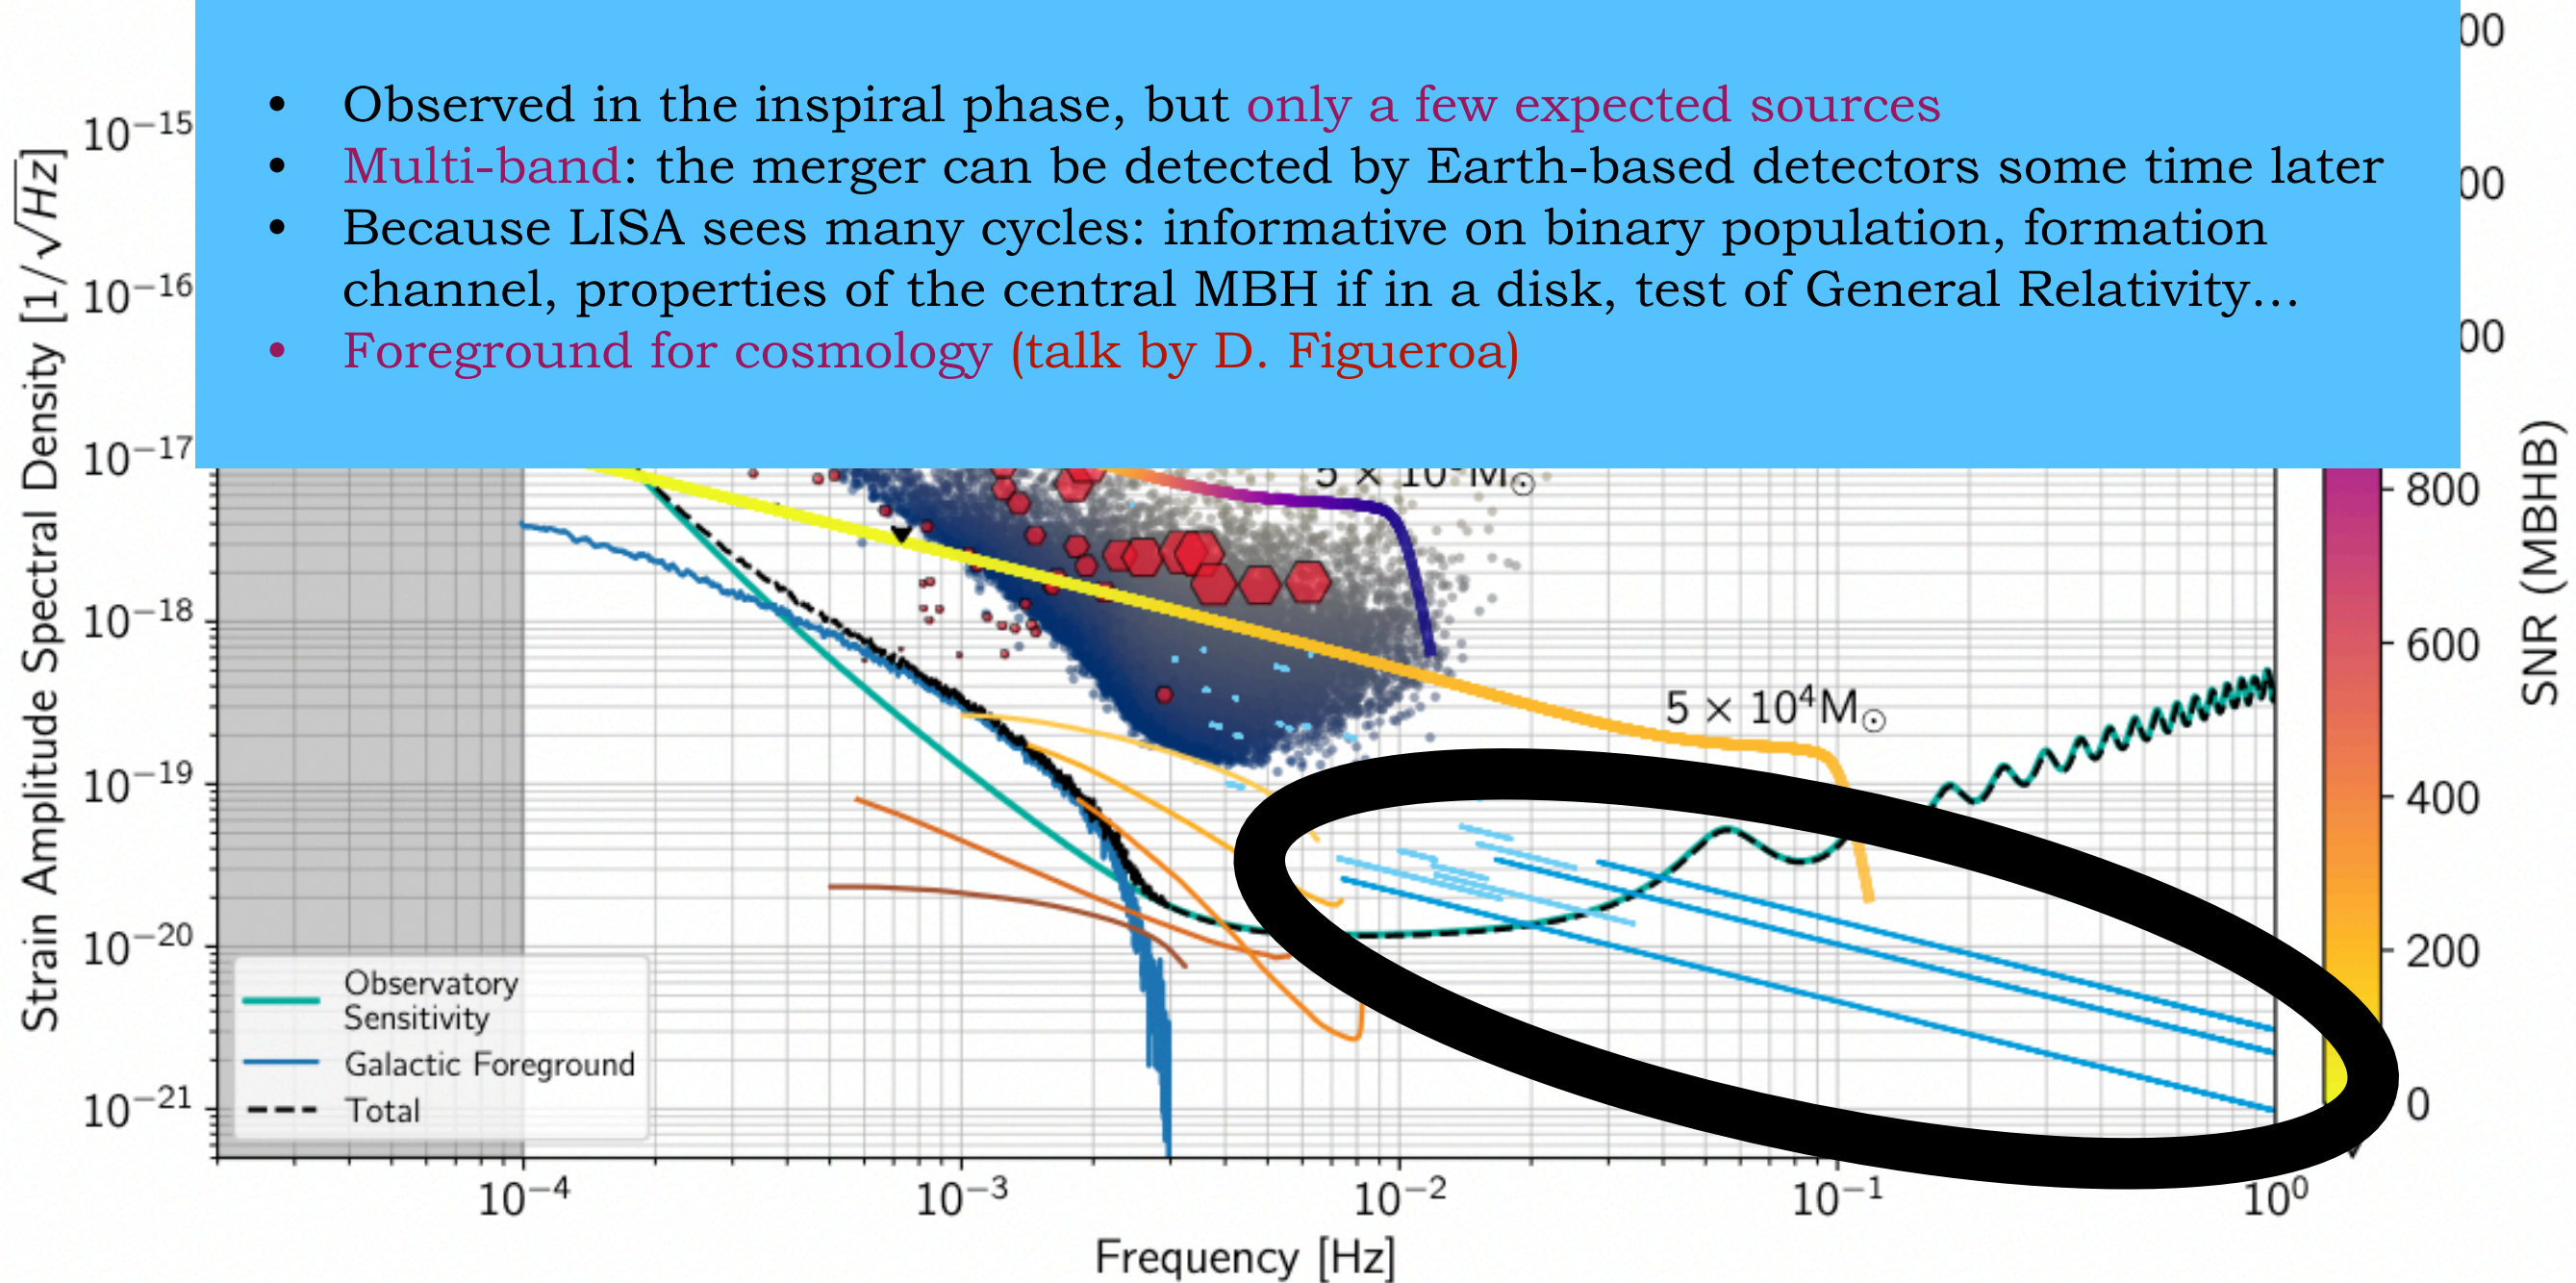 • Observed in the inspiral phase, but only a few expected sources
• Multi-band: the merger can be detected by Earth-based detectors some time later
• Because LISA sees many cycles: informative on binary population, formation
channel, properties of the central MBH if in a disk, test of General Relativity…
• Foreground for cosmology (talk by D. Figueroa)
Strain Amplitude Spectral Density [1/√Hz]
10⁻¹⁵
10⁻¹⁶
10⁻¹⁷
10⁻¹⁸
10⁻¹⁹
10⁻²⁰
10⁻²¹
5 × 10⁴M☉
Observatory
Sensitivity
Galactic Foreground
Total
10⁻⁴
10⁻³
10⁻²
10⁻¹
10⁰
Frequency [Hz]
00
00
00
800
600
400
200
0
SNR (MBHB)